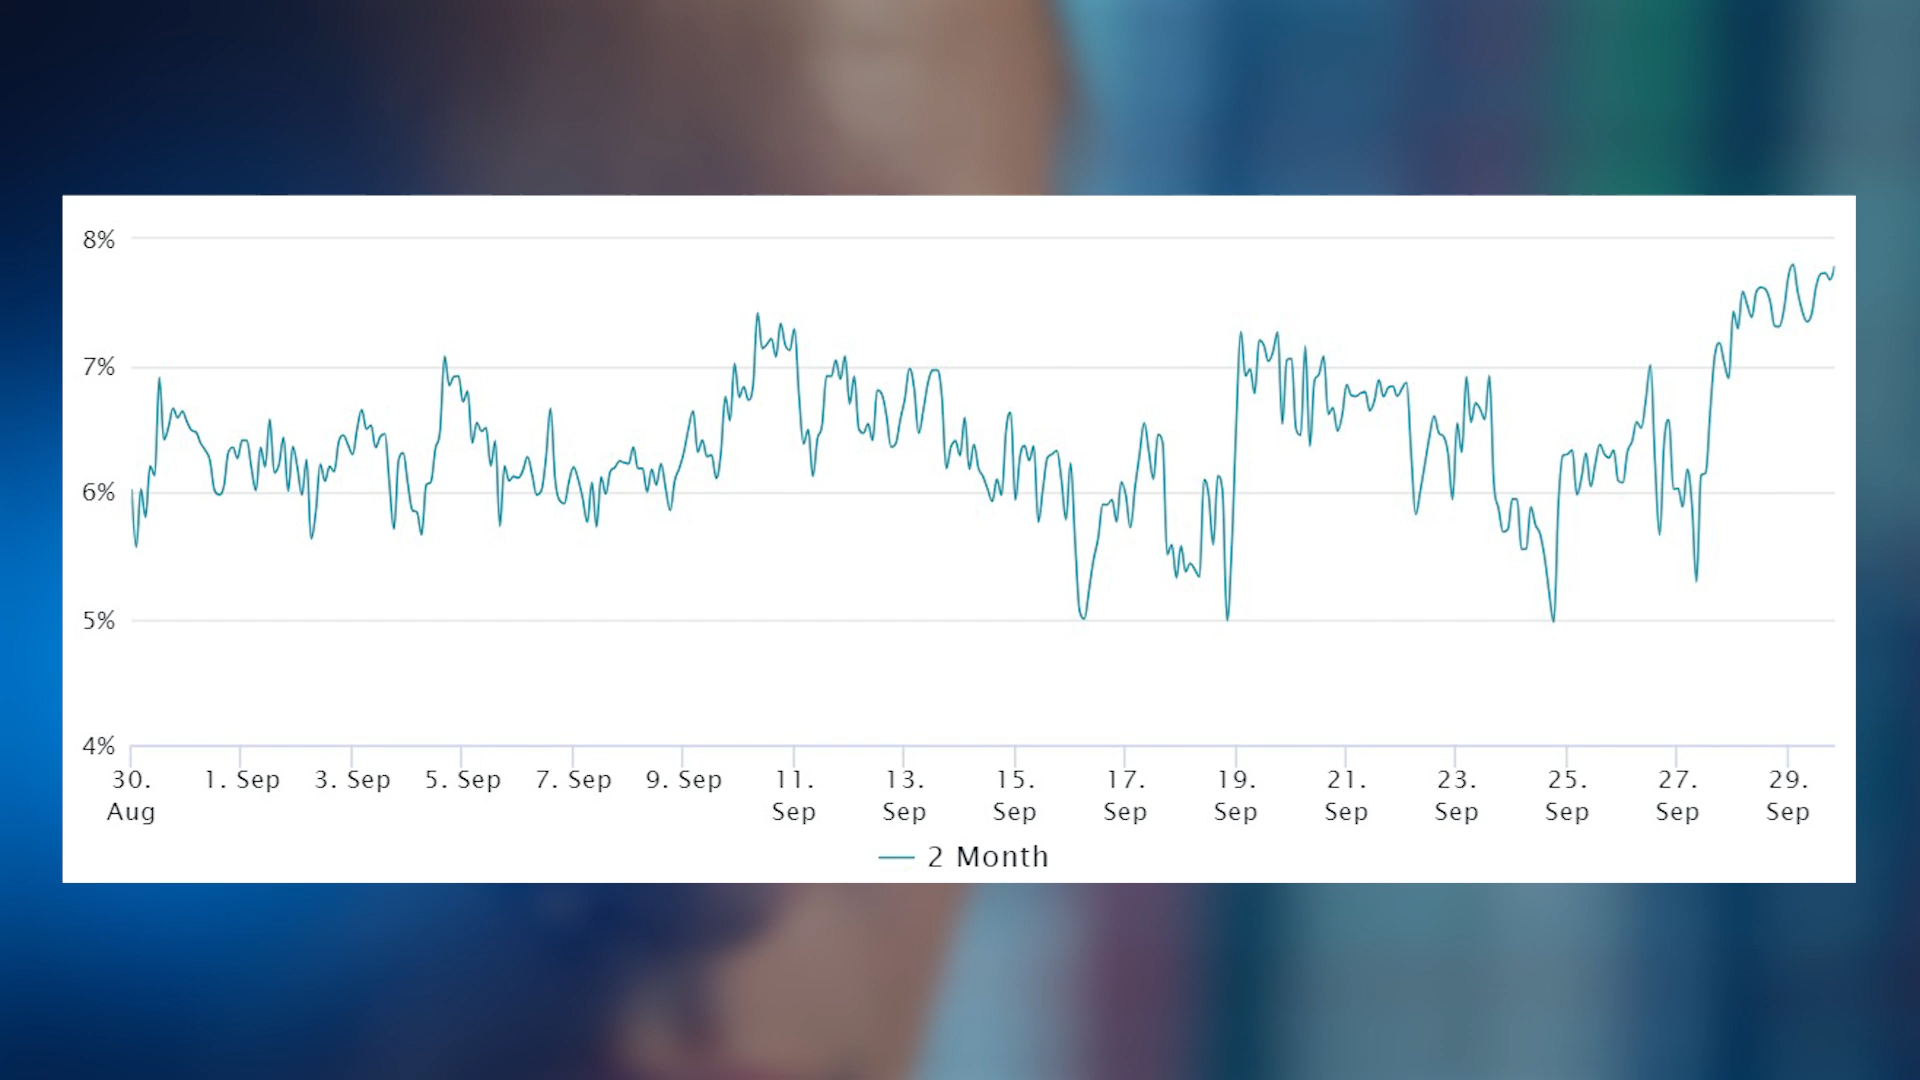 8%
7%
6%
5%
4%
30. Aug
1. Sep
3. Sep
5. Sep
7. Sep
9. Sep
11. Sep
13. Sep
15. Sep
17. Sep
19. Sep
21. Sep
23. Sep
25. Sep
27. Sep
29. Sep
2 Month